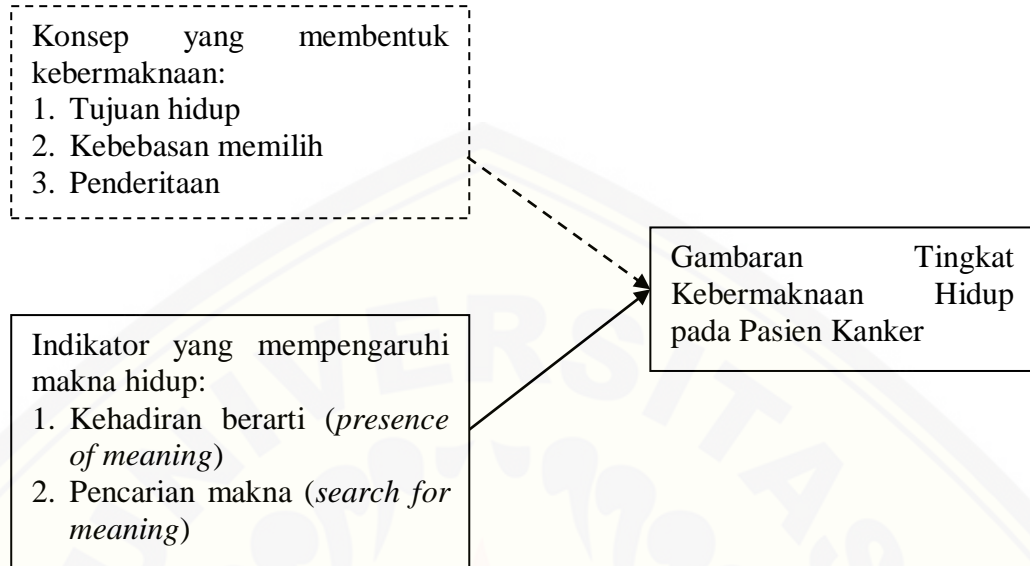 Konsep yang membentuk
kebermaknaan:
1. Tujuan hidup
2. Kebebasan memilih
3. Penderitaan
Gambaran Tingkat
Kebermaknaan Hidup
pada Pasien Kanker
Indikator yang mempengaruhi
makna hidup:
1. Kehadiran berarti (presence
of meaning)
2. Pencarian makna (search for
meaning)
UNIVERSITAS